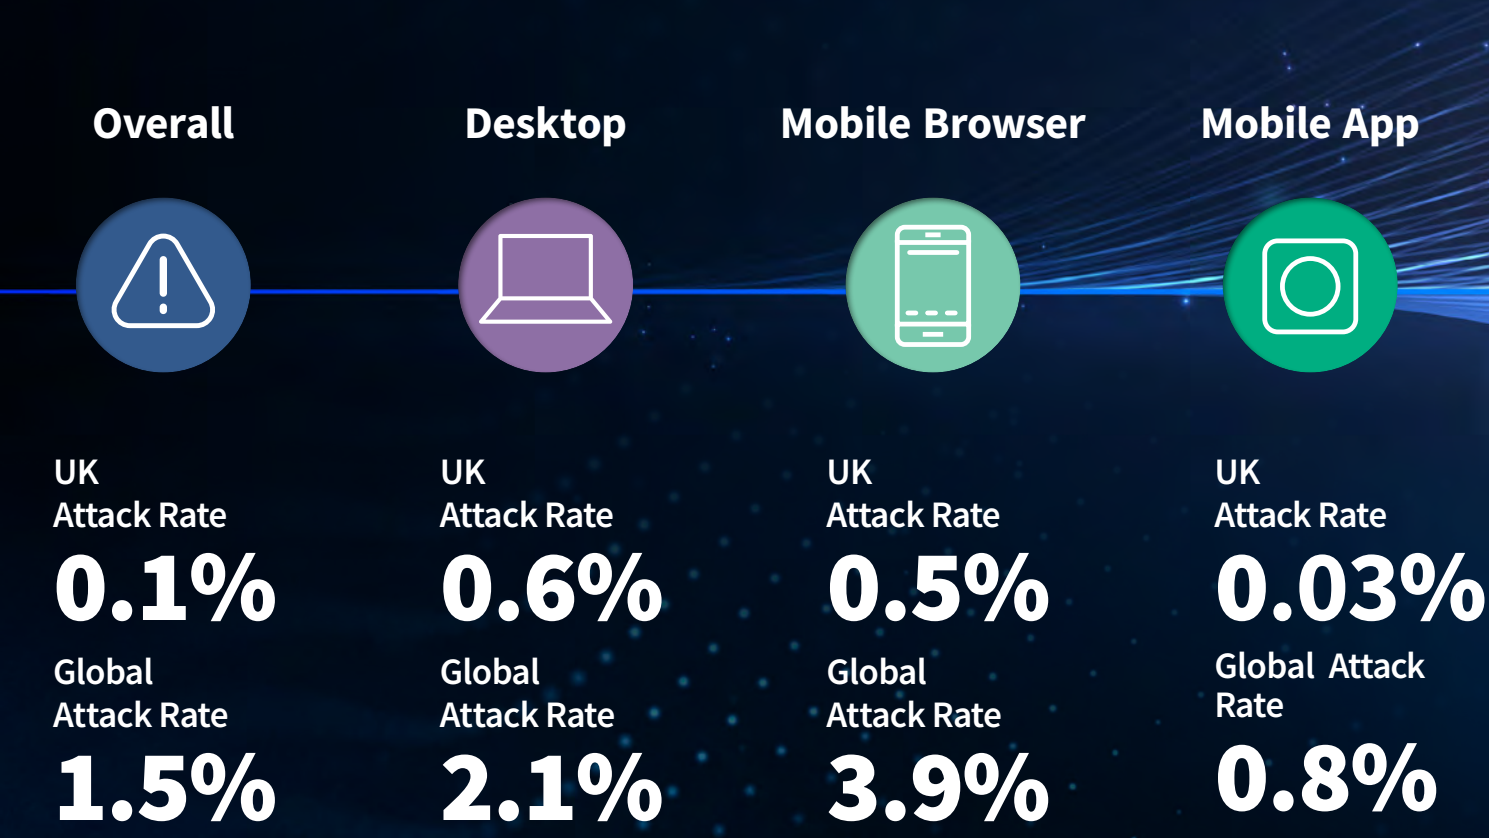 Overall
Desktop
Mobile Browser
Mobile App
UK
Attack Rate
0.1%
Global
Attack Rate
1.5%
UK
Attack Rate
0.6%
Global
Attack Rate
2.1%
UK
Attack Rate
0.5%
Global
Attack Rate
3.9%
UK
Attack Rate
0.03%
Global Attack
Rate
0.8%